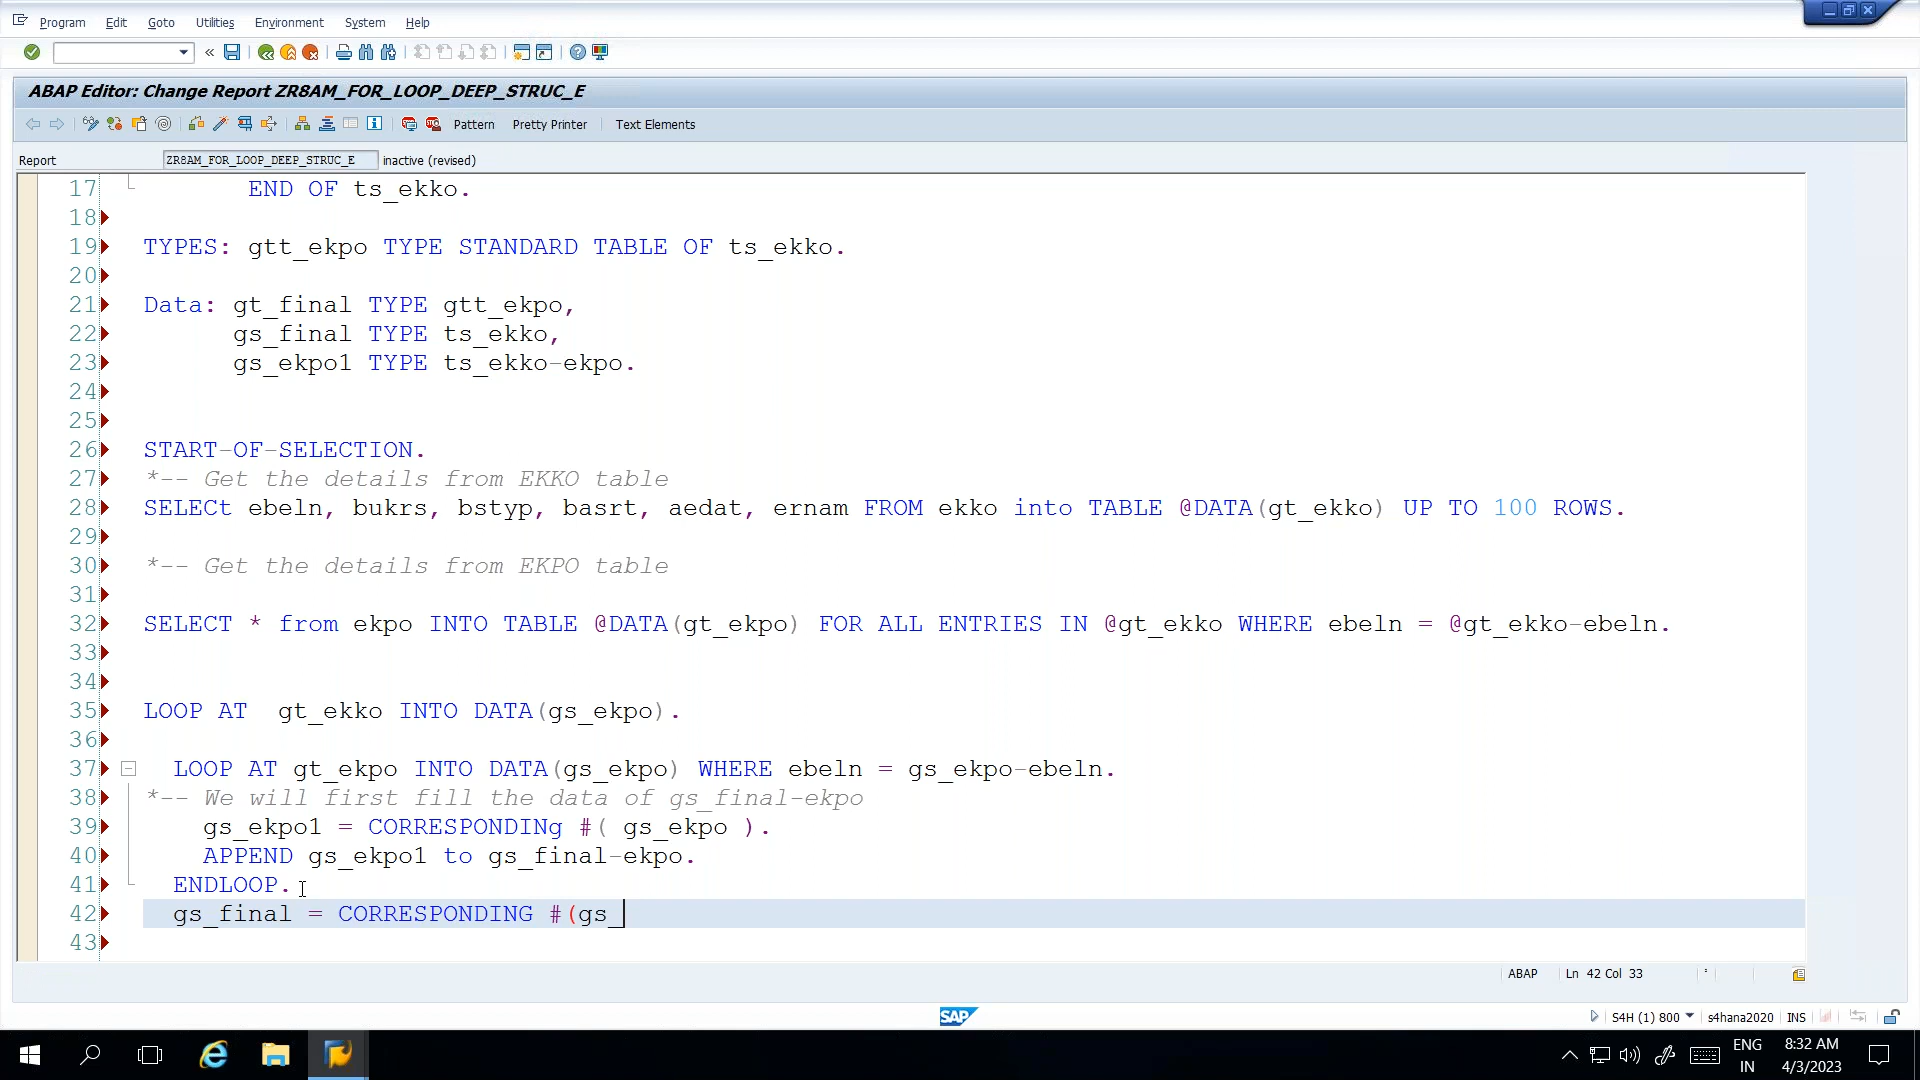 Program Edit Goto Utilities Environment System Help
«
ABAP Editor: Change Report ZR8AM_FOR_LOOP_DEEP_STRUC_E
Pattern Pretty Printer Text Elements
Report ZR8AM_FOR_LOOP_DEEP_STRUC_E inactive (revised)
17 END OF ts_ekko.
18
19 TYPES: gtt_ekpo TYPE STANDARD TABLE OF ts_ekko.
20
21 Data: gt_final TYPE gtt_ekpo,
22 gs_final TYPE ts_ekko,
23 gs_ekpo1 TYPE ts_ekko-ekpo.
24
25
26 START-OF-SELECTION.
27 *-- Get the details from EKKO table
28 SELECt ebeln, bukrs, bstyp, basrt, aedat, ernam FROM ekko into TABLE @DATA(gt_ekko) UP TO 100 ROWS.
29
30 *-- Get the details from EKPO table
31
32 SELECT * from ekpo INTO TABLE @DATA(gt_ekpo) FOR ALL ENTRIES IN @gt_ekko WHERE ebeln = @gt_ekko-ebeln.
33
34
35 LOOP AT gt_ekko INTO DATA(gs_ekpo).
36
37 LOOP AT gt_ekpo INTO DATA(gs_ekpo) WHERE ebeln = gs_ekpo-ebeln.
38 *-- We will first fill the data of gs_final-ekpo
39 gs_ekpo1 = CORRESPONDINg #( gs_ekpo ).
40 APPEND gs_ekpo1 to gs_final-ekpo.
41 ENDLOOP.
42 gs_final = CORRESPONDING #(gs_
43
ABAP Ln 42 Col 33
SAP S4H (1) 800 s4hana2020 INS
ENG 8:32 AM
IN 4/3/2023